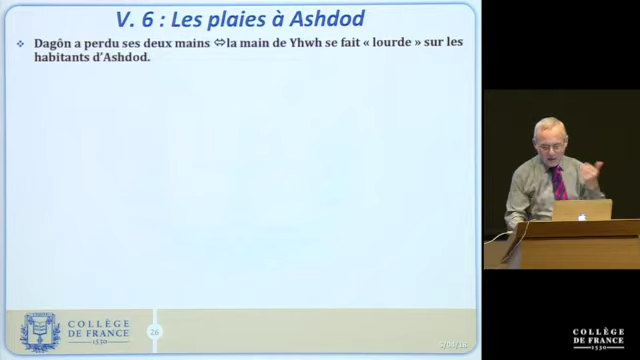 V. 6 : Les plaies à Ashdod
❖ Dagôn a perdu ses deux mains ⇔la main de Yhwh se fait « lourde » sur les
habitants d'Ashdod.
COLLÈGE
DE FRANCE
1530
26
COLLÈGE
DE FRANCE
1530